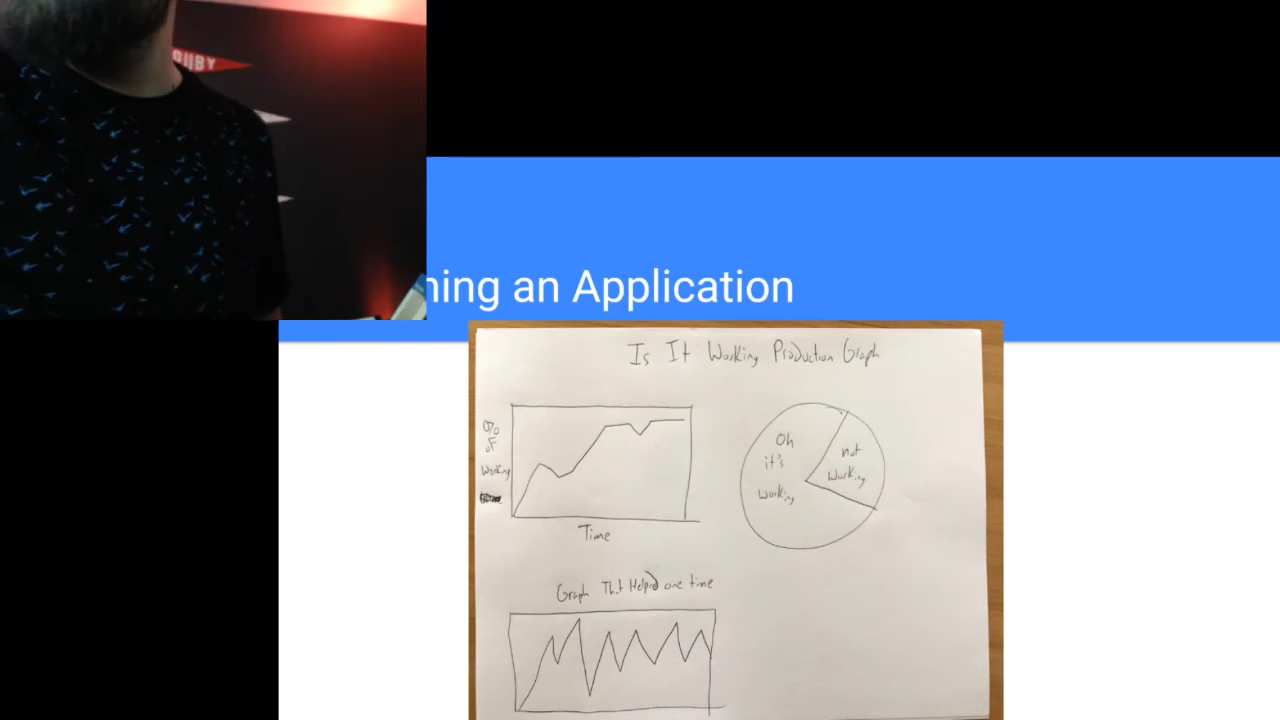 RUBY
ning an Application
Is It Working Production Graph
% of Working
Time
Oh it's Working
not Working
Graph That Helped one time